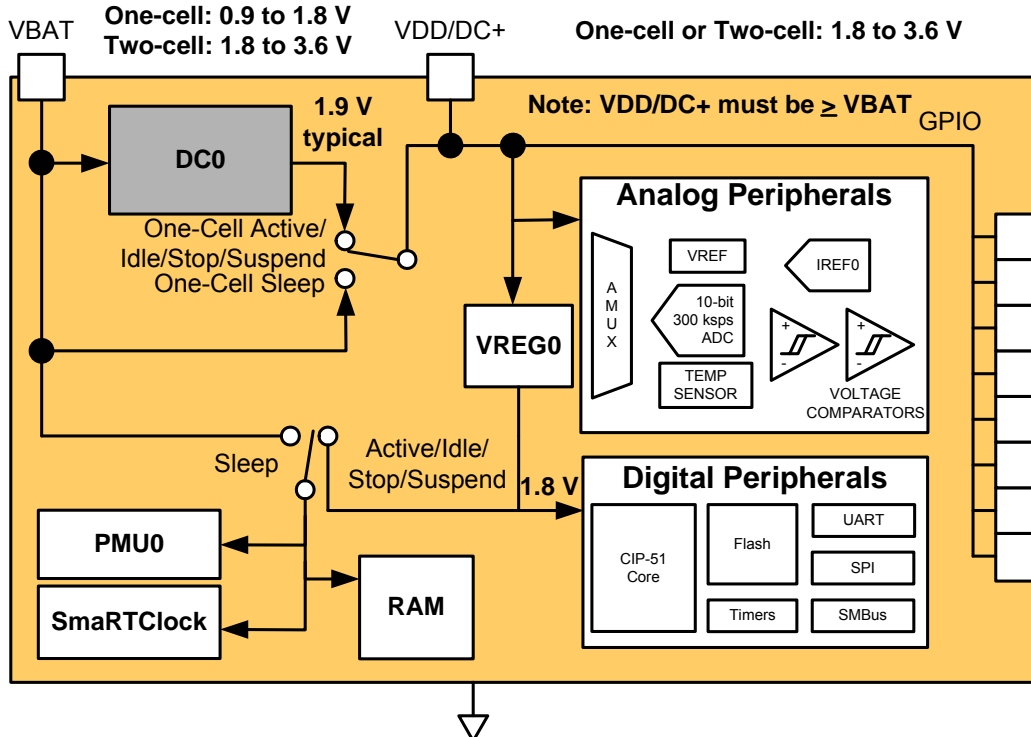 VBAT
One-cell: 0.9 to 1.8 V
Two-cell: 1.8 to 3.6 V
VDD/DC+
One-cell or Two-cell: 1.8 to 3.6 V
Note: VDD/DC+ must be ≥ VBAT
GPIO
1.9 V
typical
DC0
One-Cell Active/
Idle/Stop/Suspend
One-Cell Sleep
VREG0
Analog Peripherals
AMUX
VREF
IREF0
10-bit
300 ksps
ADC
TEMP
SENSOR
+
-
+
-
VOLTAGE
COMPARATORS
Sleep
Active/Idle/
Stop/Suspend
1.8 V
Digital Peripherals
CIP-51
Core
Flash
Timers
UART
SPI
SMBus
PMU0
SmaRTClock
RAM